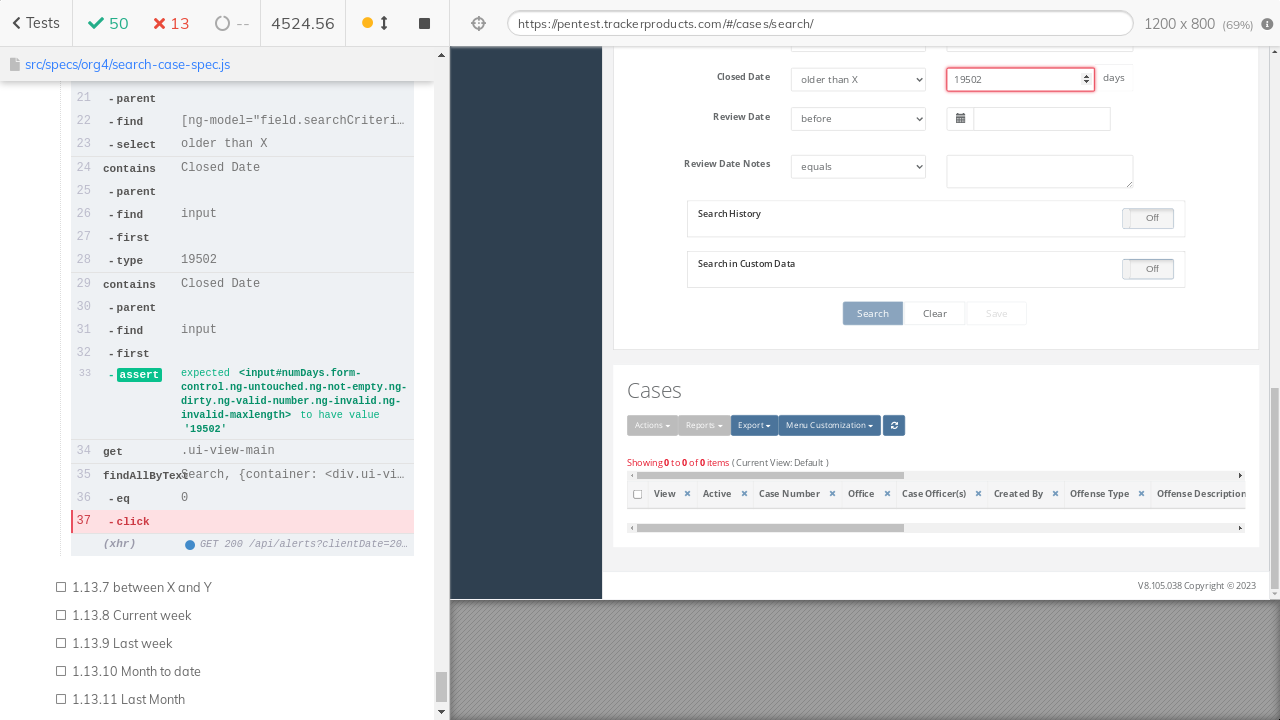 Tests
50
13
--
4524.56
https://pentest.trackerproducts.com/#/cases/search/
1200 x 800 (69%)
src/specs/org4/search-case-spec.js
21 - parent
22 - find [ng-model="field.searchCriteri…
23 - select older than X
24 contains Closed Date
25 - parent
26 - find input
27 - first
28 - type 19502
29 contains Closed Date
30 - parent
31 - find input
32 - first
33 - assert expected <input#numDays.form-
control.ng-untouched.ng-not-empty.ng-
dirty.ng-valid-number.ng-invalid.ng-
invalid-maxlength> to have value
'19502'
34 get .ui-view-main
35 findAllByText Search, {container: <div.ui-vi…
36 - eq 0
37 - click
(xhr) GET 200 /api/alerts?clientDate=20…
1.13.7 between X and Y
1.13.8 Current week
1.13.9 Last week
1.13.10 Month to date
1.13.11 Last Month
Closed Date older than X 19502 days
Review Date before
Review Date Notes equals
Search History Off
Search in Custom Data Off
Search Clear Save
Cases
Actions Reports Export Menu Customization
Showing 0 to 0 of 0 items ( Current View: Default )
View Active Case Number Office Case Officer(s) Created By Offense Type Offense Description
V8.105.038 Copyright © 2023